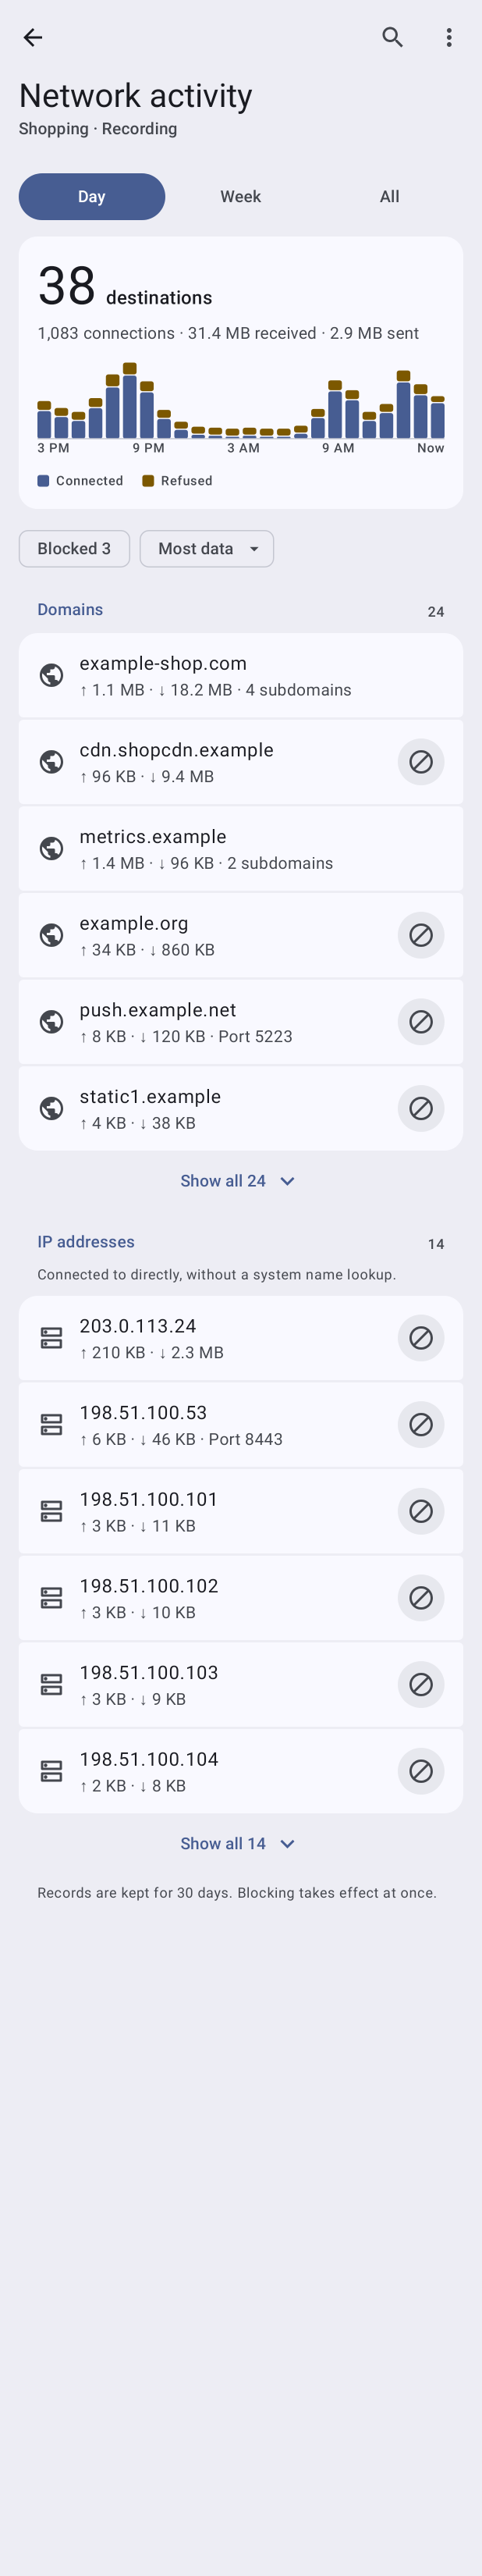 Network activity
Shopping · Recording
Day Week All
38 destinations
1,083 connections · 31.4 MB received · 2.9 MB sent
3 PM 9 PM 3 AM 9 AM Now
Connected Refused
Blocked 3 Most data
Domains 24
example-shop.com
↑ 1.1 MB · ↓ 18.2 MB · 4 subdomains
cdn.shopcdn.example
↑ 96 KB · ↓ 9.4 MB
metrics.example
↑ 1.4 MB · ↓ 96 KB · 2 subdomains
example.org
↑ 34 KB · ↓ 860 KB
push.example.net
↑ 8 KB · ↓ 120 KB · Port 5223
static1.example
↑ 4 KB · ↓ 38 KB
Show all 24
IP addresses 14
Connected to directly, without a system name lookup.
203.0.113.24
↑ 210 KB · ↓ 2.3 MB
198.51.100.53
↑ 6 KB · ↓ 46 KB · Port 8443
198.51.100.101
↑ 3 KB · ↓ 11 KB
198.51.100.102
↑ 3 KB · ↓ 10 KB
198.51.100.103
↑ 3 KB · ↓ 9 KB
198.51.100.104
↑ 2 KB · ↓ 8 KB
Show all 14
Records are kept for 30 days. Blocking takes effect at once.